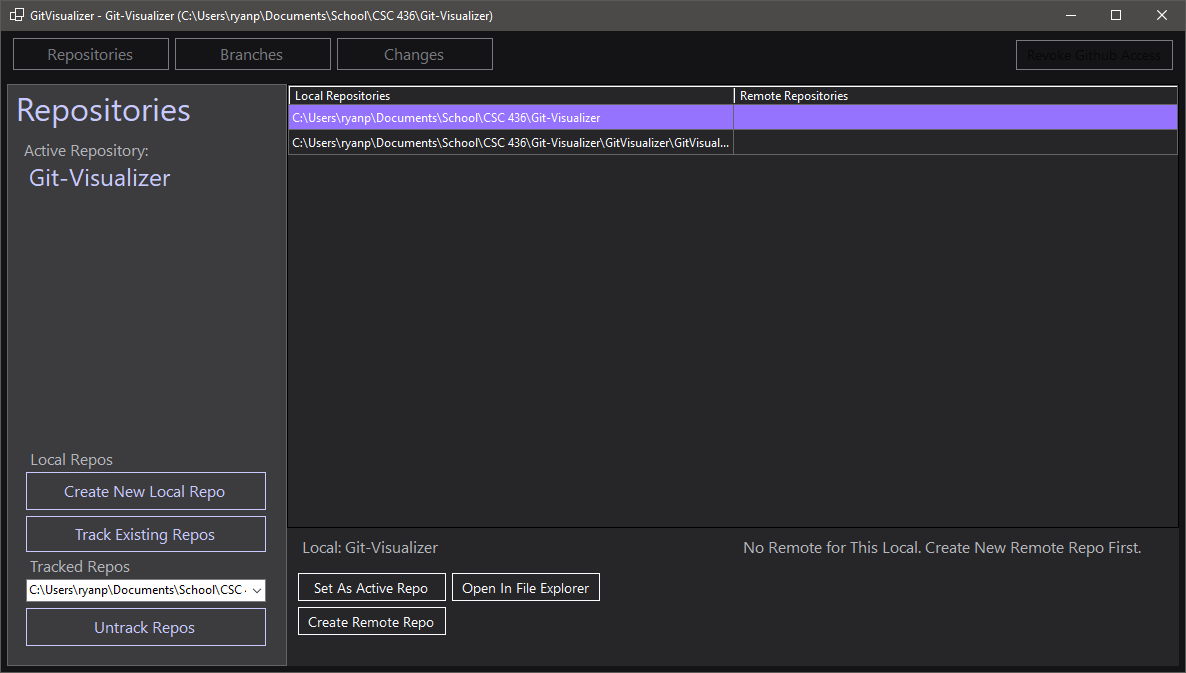 GitVisualizer - Git-Visualizer (C:\Users\ryanp\Documents\School\CSC 436\Git-Visualizer)
Repositories
Branches
Changes
Revoke Github Access
Repositories
Active Repository:
Git-Visualizer
Local Repos
Create New Local Repo
Track Existing Repos
Tracked Repos
C:\Users\ryanp\Documents\School\CSC
Untrack Repos
Local Repositories
Remote Repositories
C:\Users\ryanp\Documents\School\CSC 436\Git-Visualizer
C:\Users\ryanp\Documents\School\CSC 436\Git-Visualizer\GitVisualizer\GitVisual...
Local: Git-Visualizer
No Remote for This Local. Create New Remote Repo First.
Set As Active Repo
Open In File Explorer
Create Remote Repo